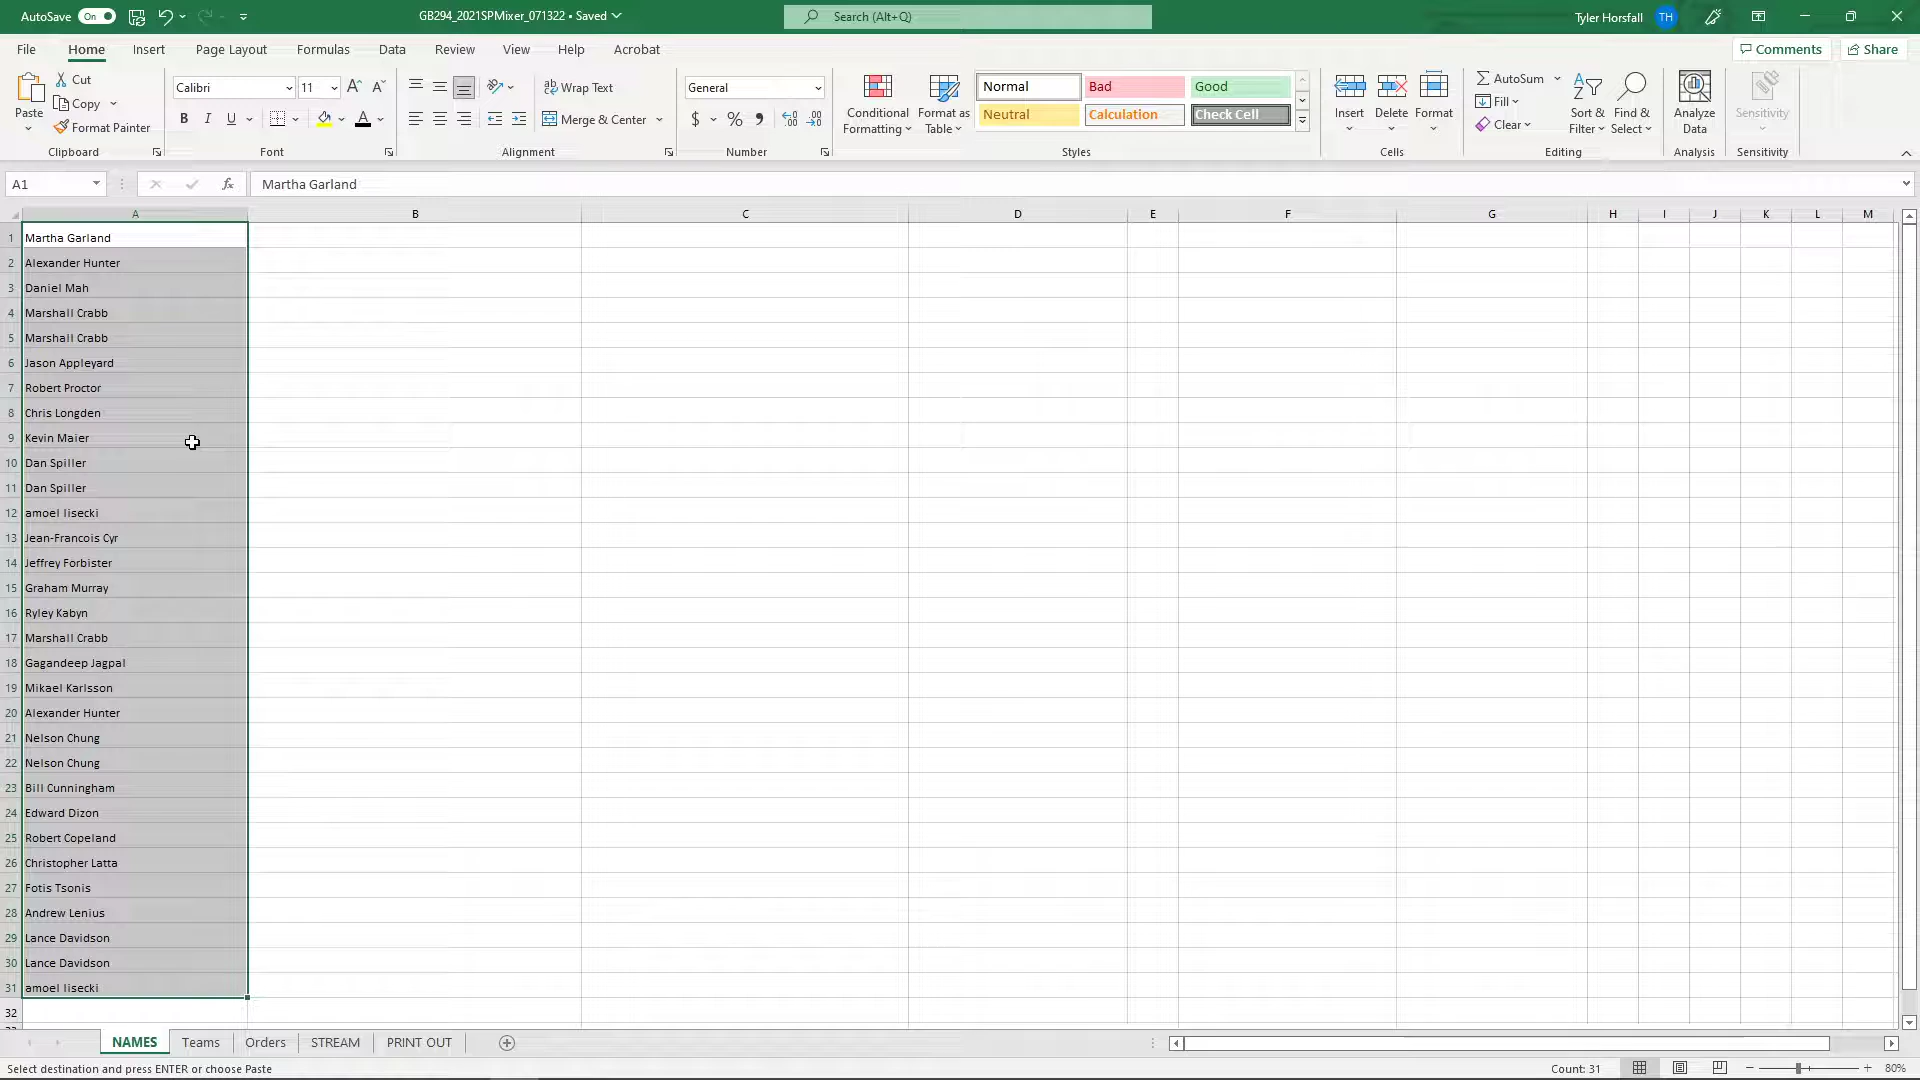 AutoSave On GB294_2021SPMixer_071322 • Saved Search (Alt+Q) Tyler Horsfall TH
File Home Insert Page Layout Formulas Data Review View Help Acrobat Comments Share
Paste
Cut
Copy
Format Painter
Clipboard
Calibri 11 A A
B I U A
Font
Wrap Text
Merge & Center
Alignment
General
$ % 9
Number
Conditional Formatting
Format as Table
Normal Bad Good
Neutral Calculation Check Cell
Styles
Insert Delete Format
Cells
AutoSum
Fill
Clear
Sort & Filter
Find & Select
Editing
Analyze Data
Analysis
Sensitivity
Sensitivity
A1 fx Martha Garland
A B C D E F G H I J K L M
1 Martha Garland
2 Alexander Hunter
3 Daniel Mah
4 Marshall Crabb
5 Marshall Crabb
6 Jason Appleyard
7 Robert Proctor
8 Chris Longden
9 Kevin Maier
10 Dan Spiller
11 Dan Spiller
12 amoel lisecki
13 Jean-Francois Cyr
14 Jeffrey Forbister
15 Graham Murray
16 Ryley Kabyn
17 Marshall Crabb
18 Gagandeep Jagpal
19 Mikael Karlsson
20 Alexander Hunter
21 Nelson Chung
22 Nelson Chung
23 Bill Cunningham
24 Edward Dizon
25 Robert Copeland
26 Christopher Latta
27 Fotis Tsonis
28 Andrew Lenius
29 Lance Davidson
30 Lance Davidson
31 amoel lisecki
32
NAMES Teams Orders STREAM PRINT OUT
Select destination and press ENTER or choose Paste Count: 31 80%